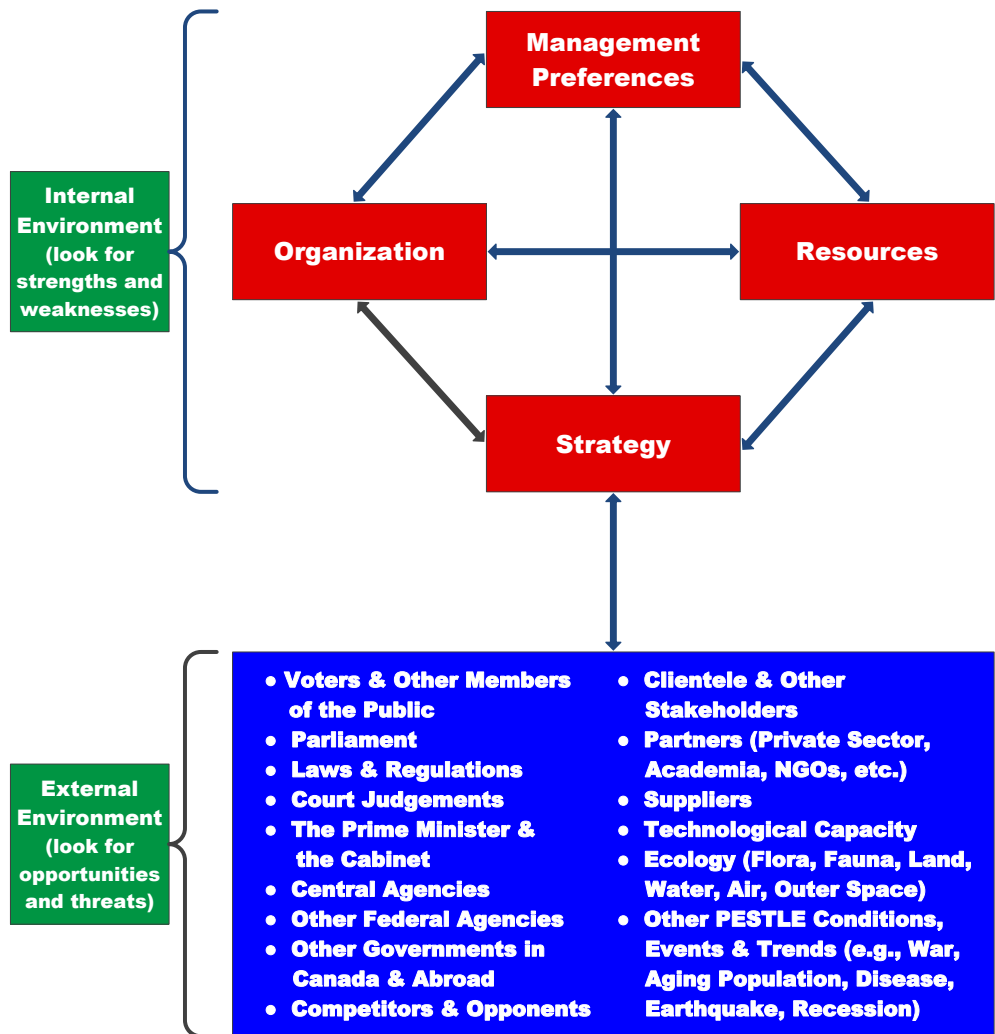 Management
Preferences
Internal
Environment
(look for
strengths and
weaknesses)
Organization
Resources
Strategy
External
Environment
(look for
opportunities
and threats)
● Voters & Other Members
of the Public
● Parliament
● Laws & Regulations
● Court Judgements
● The Prime Minister &
the Cabinet
● Central Agencies
● Other Federal Agencies
● Other Governments in
Canada & Abroad
● Competitors & Opponents
● Clientele & Other
Stakeholders
● Partners (Private Sector,
Academia, NGOs, etc.)
● Suppliers
● Technological Capacity
● Ecology (Flora, Fauna, Land,
Water, Air, Outer Space)
● Other PESTLE Conditions,
Events & Trends (e.g., War,
Aging Population, Disease,
Earthquake, Recession)